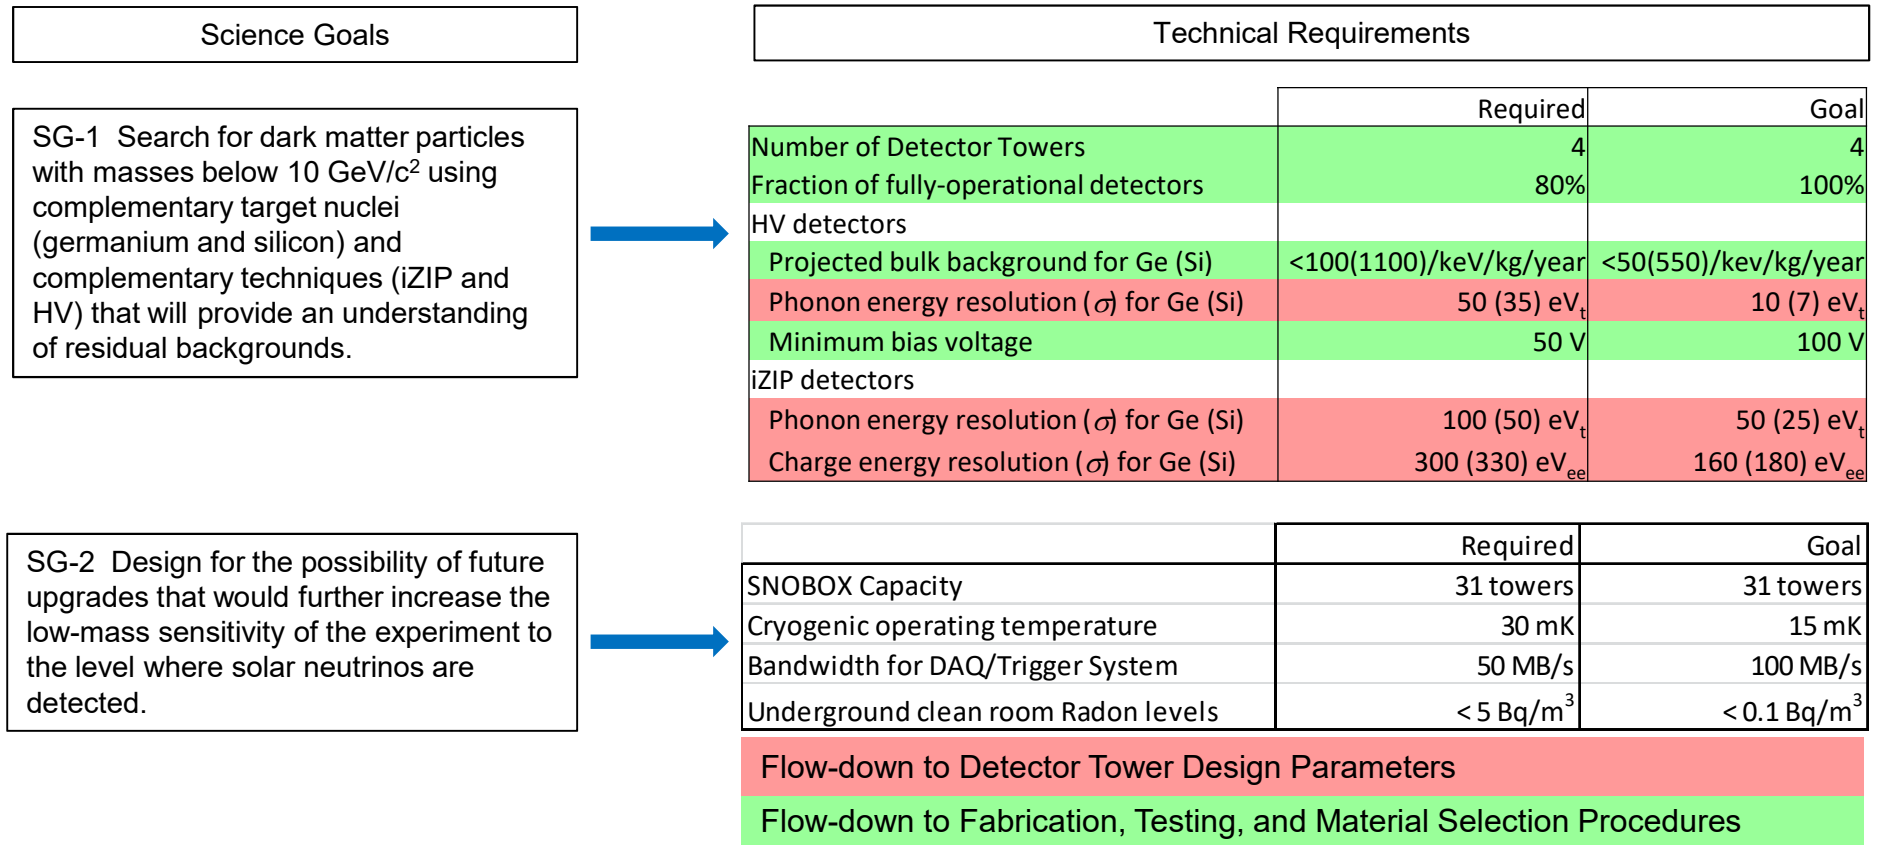 Science Goals
Technical Requirements
SG-1 Search for dark matter particles
with masses below 10 GeV/c²  using
complementary target nuclei
(germanium and silicon) and
complementary techniques (iZIP and
HV) that will provide an understanding
of residual backgrounds.
Required Goal
Number of Detector Towers 4 4
Fraction of fully-operational detectors 80% 100%
HV detectors
Projected bulk background for Ge (Si) <100(1100)/keV/kg/year <50(550)/kev/kg/year
Phonon energy resolution (σ) for Ge (Si) 50 (35) eVt 10 (7) eVt
Minimum bias voltage 50 V 100 V
iZIP detectors
Phonon energy resolution (σ) for Ge (Si) 100 (50) eVt 50 (25) eVt
Charge energy resolution (σ) for Ge (Si) 300 (330) eVee 160 (180) eVee
SG-2 Design for the possibility of future
upgrades that would further increase the
low-mass sensitivity of the experiment to
the level where solar neutrinos are
detected.
Required Goal
SNOBOX Capacity 31 towers 31 towers
Cryogenic operating temperature 30 mK 15 mK
Bandwidth for DAQ/Trigger System 50 MB/s 100 MB/s
Underground clean room Radon levels < 5 Bq/m³ < 0.1 Bq/m³
Flow-down to Detector Tower Design Parameters
Flow-down to Fabrication, Testing, and Material Selection Procedures